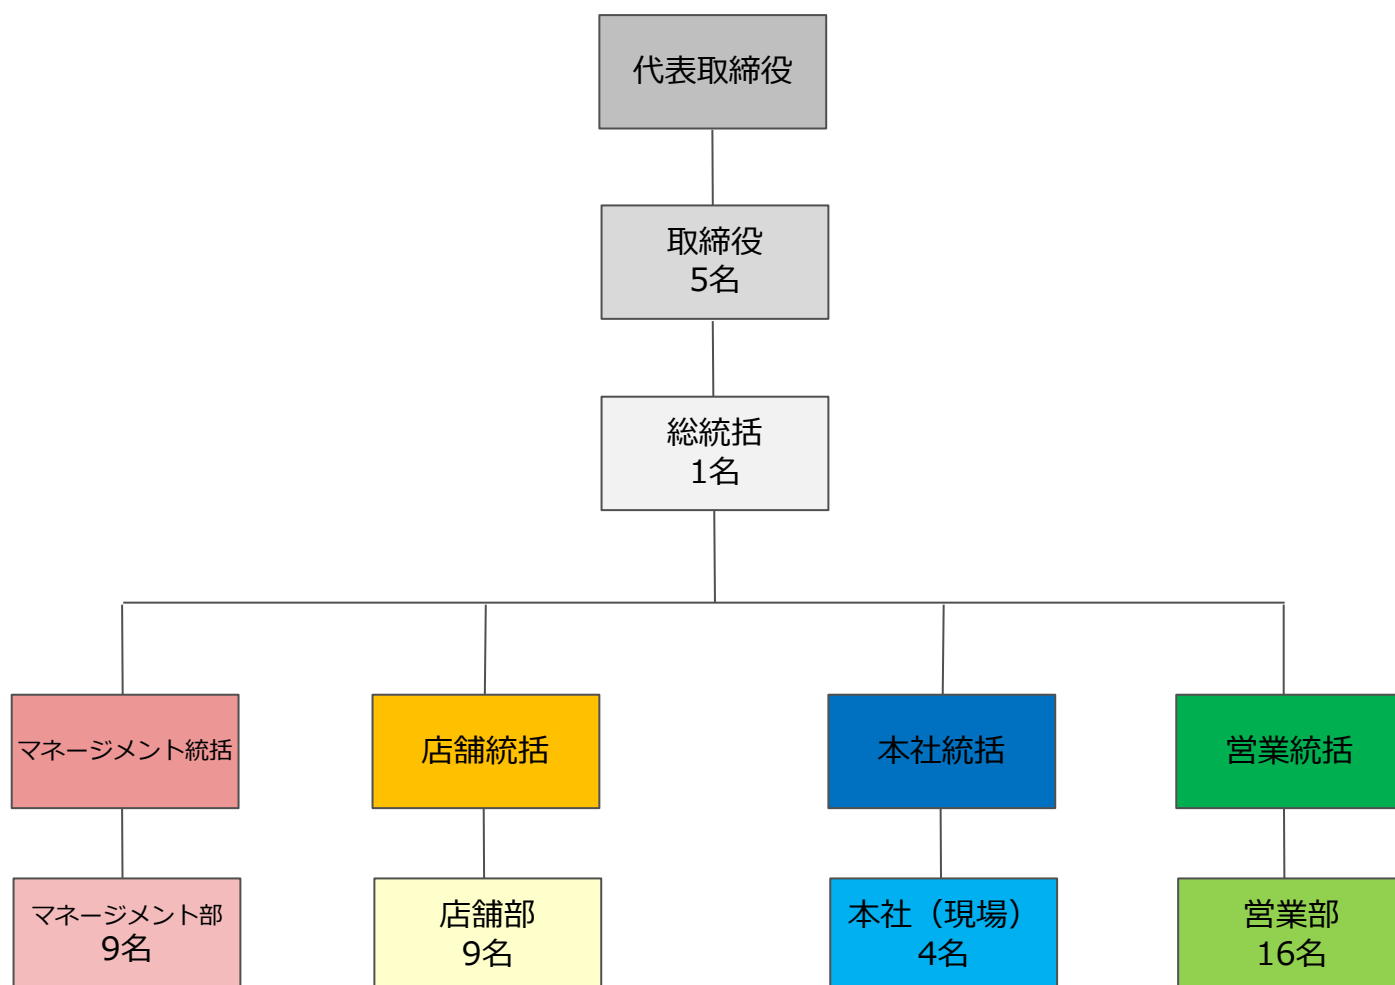 代表取締役
取締役
5名
総統括
1名
マネージメント統括
店舗統括
本社統括
営業統括
マネージメント部
9名
店舗部
9名
本社（現場）
4名
営業部
16名